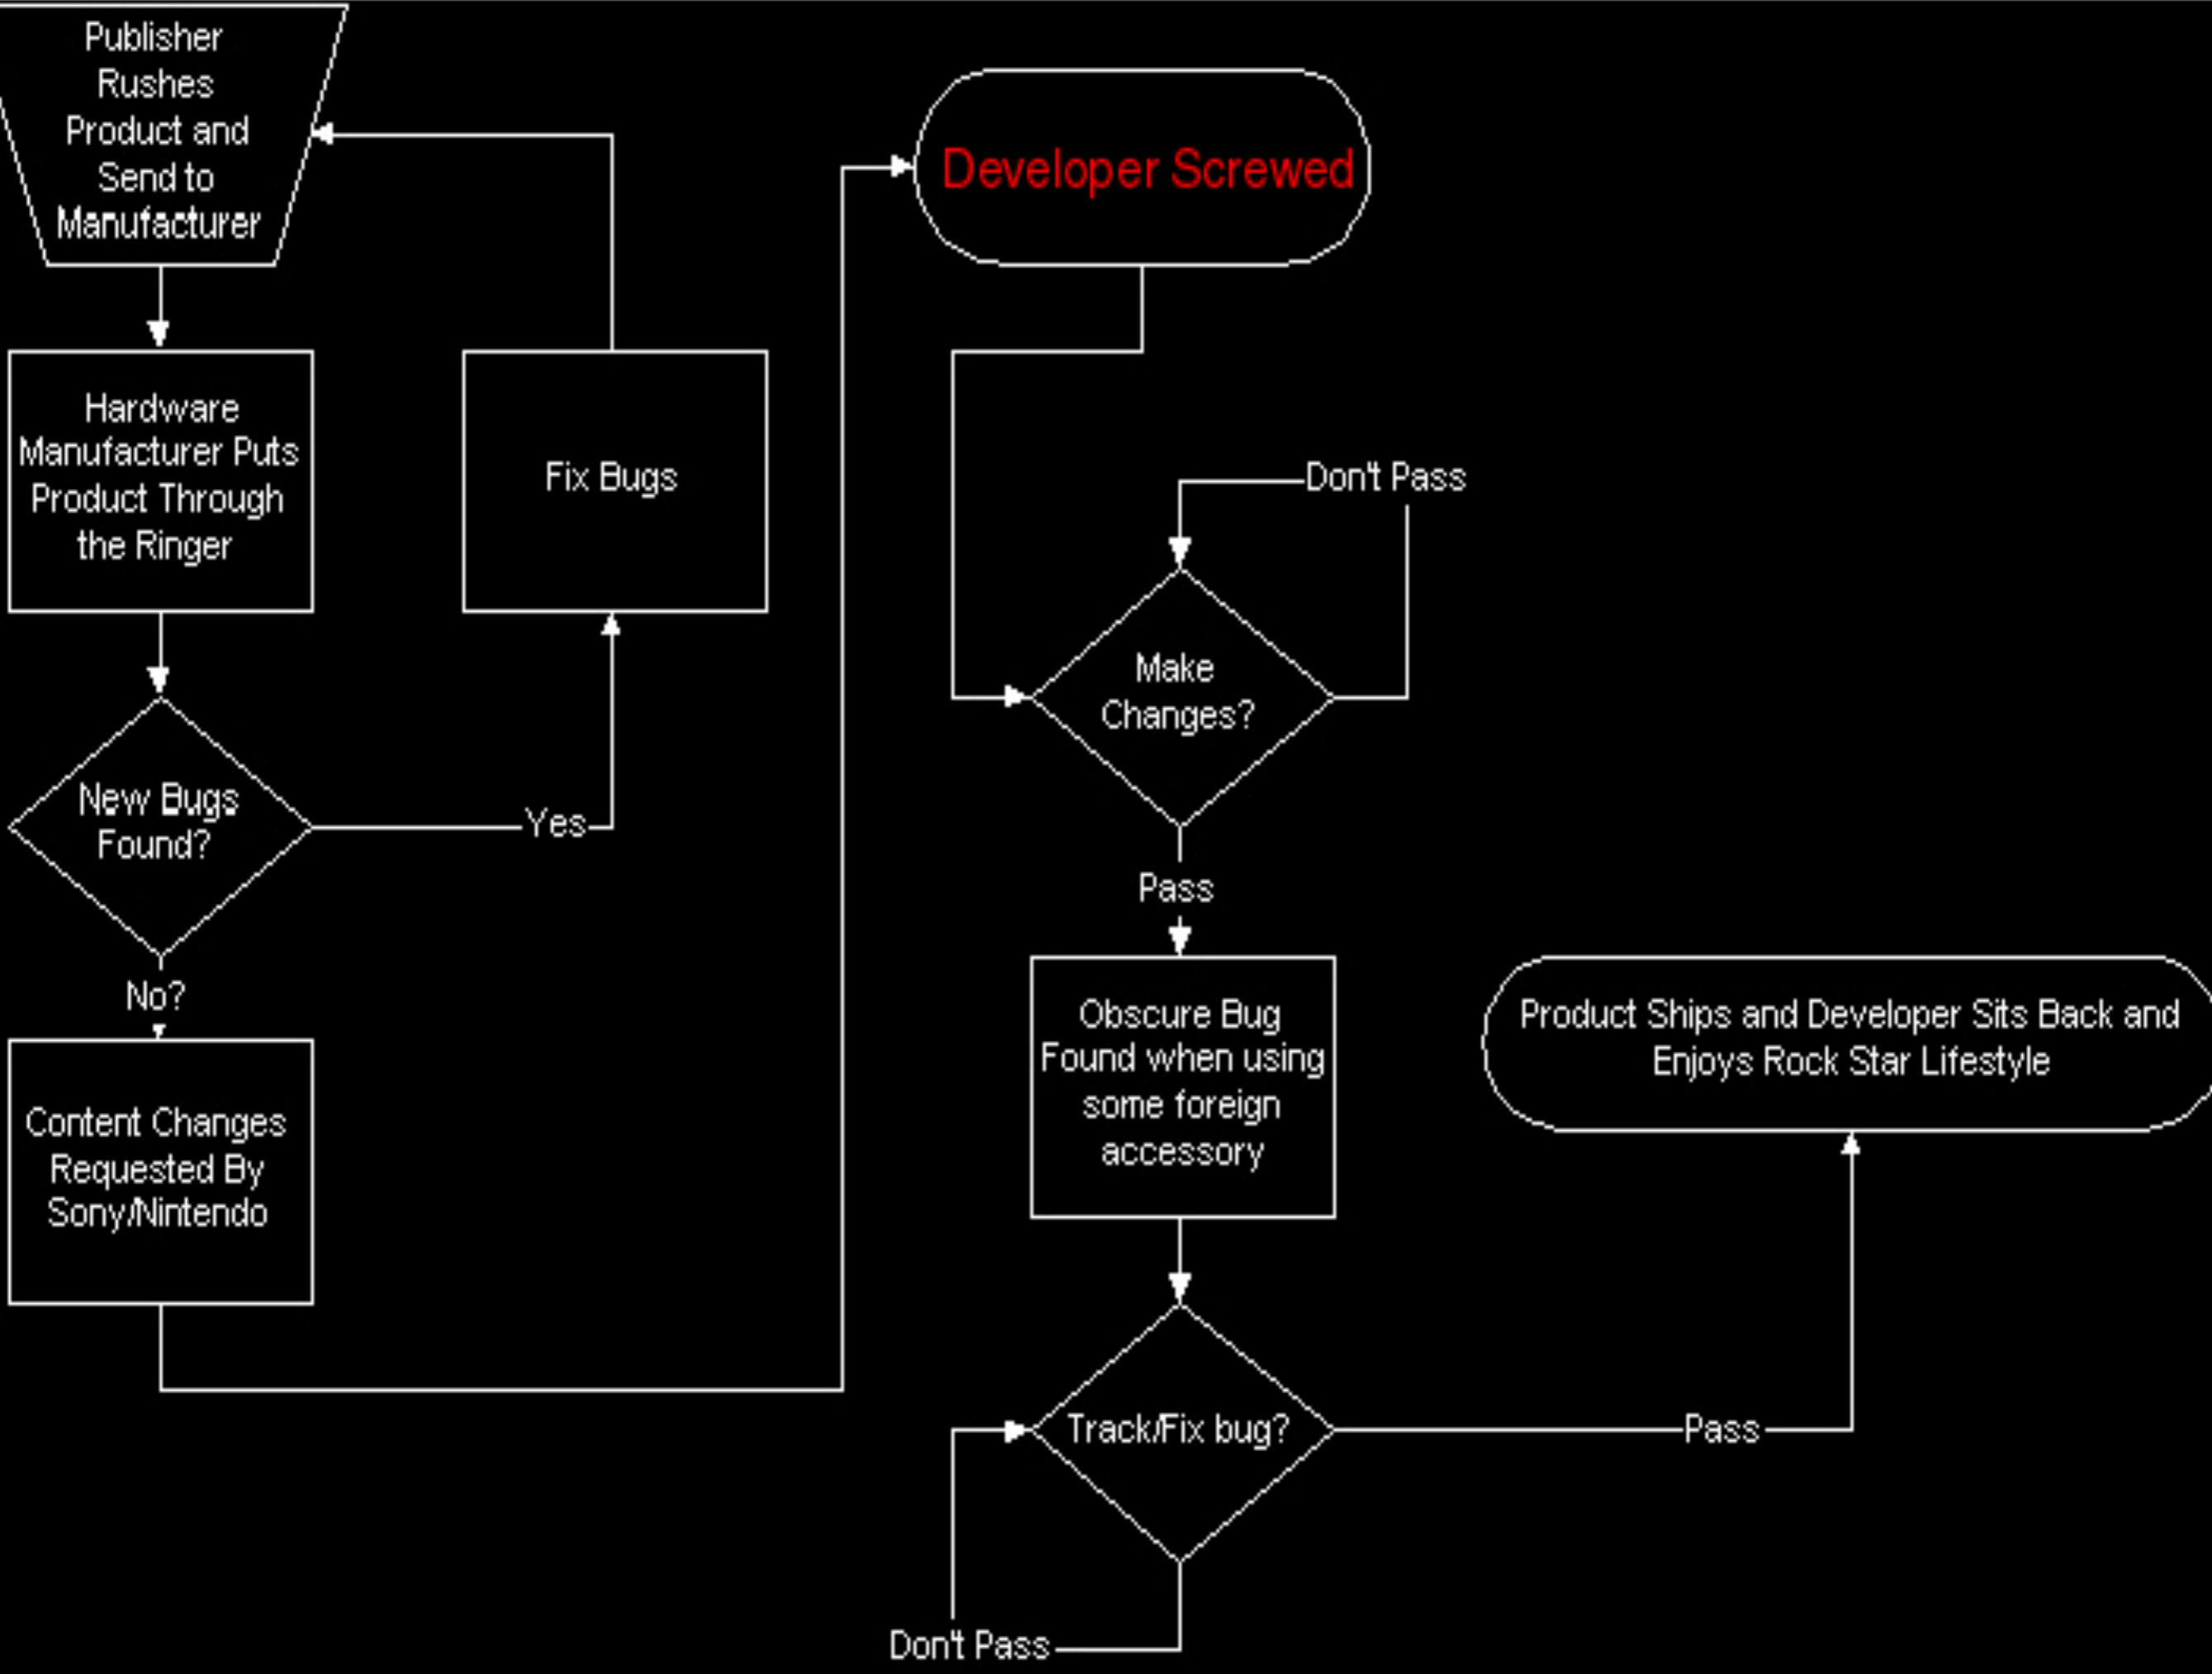 Publisher
Rushes
Product and
Send to
Manufacturer
Hardware
Manufacturer Puts
Product Through
the Ringer
Fix Bugs
New Bugs
Found?
Yes
No?
Content Changes
Requested By
Sony/Nintendo
Developer Screwed
Don't Pass
Make
Changes?
Pass
Obscure Bug
Found when using
some foreign
accessory
Track/Fix bug?
Don't Pass
Pass
Product Ships and Developer Sits Back and
Enjoys Rock Star Lifestyle